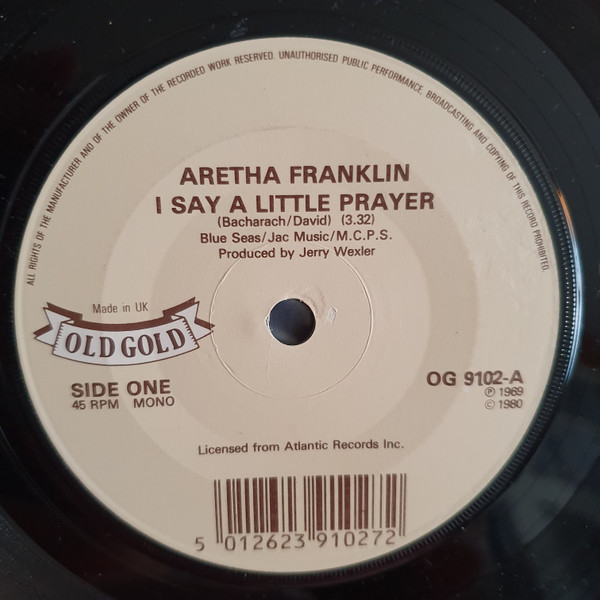 ALL RIGHTS OF THE MANUFACTURER AND OF THE OWNER OF THE RECORDED WORK RESERVED. UNAUTHORISED PUBLIC PERFORMANCE, BROADCASTING AND COPYING OF THIS RECORD PROHIBITED.
ARETHA FRANKLIN
I SAY A LITTLE PRAYER
(Bacharach/David) (3.32)
Blue Seas/Jac Music/M.C.P.S.
Produced by Jerry Wexler
Made in UK
OLD GOLD
SIDE ONE
45 RPM MONO
OG 9102-A
℗ 1969
© 1980
Licensed from Atlantic Records Inc.
5 012623 910272